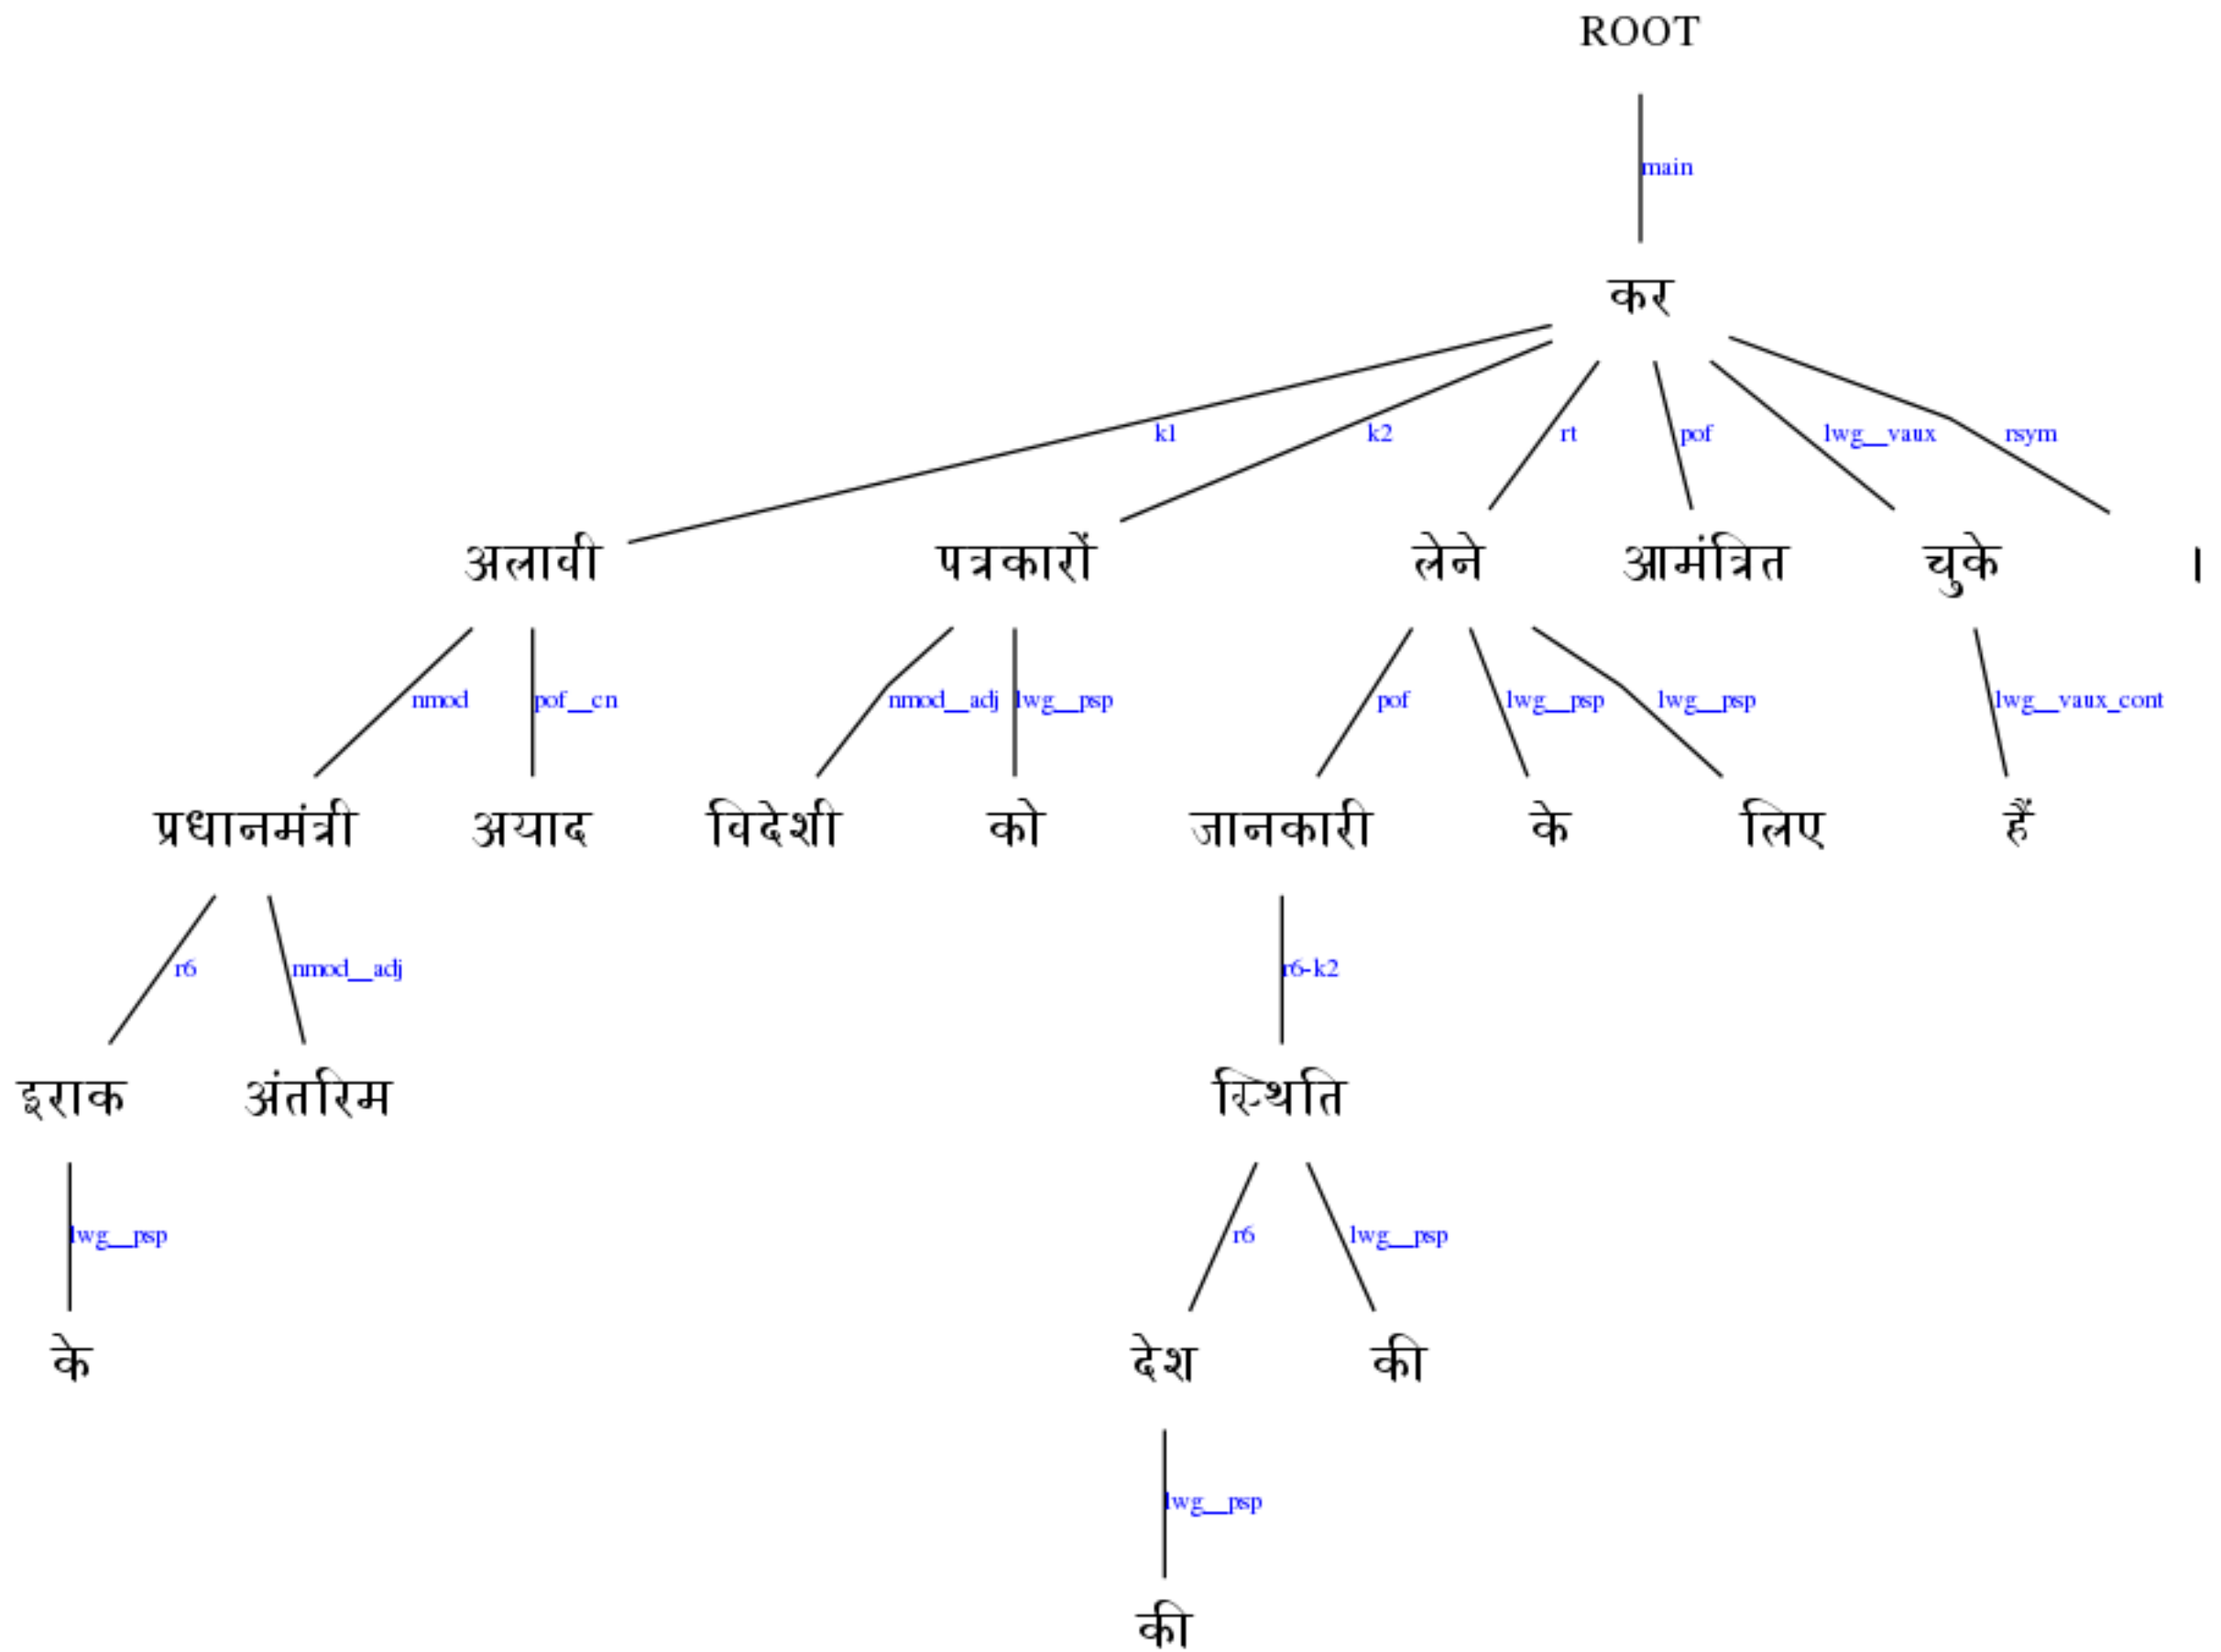 ROOT
main
कर
k1 k2 rt pof lwg__vaux rsym
अलावी पत्रकारों लेने आमंत्रित चुके ।
nmod pof__cn nmod__adj lwg__psp pof lwg__psp lwg__psp lwg__vaux_cont
प्रधानमंत्री अयाद विदेशी को जानकारी के लिए हैं
r6 nmod__adj r6-k2
इराक अंतरिम स्थिति
lwg__psp r6 lwg__psp
के देश की
lwg__psp
की